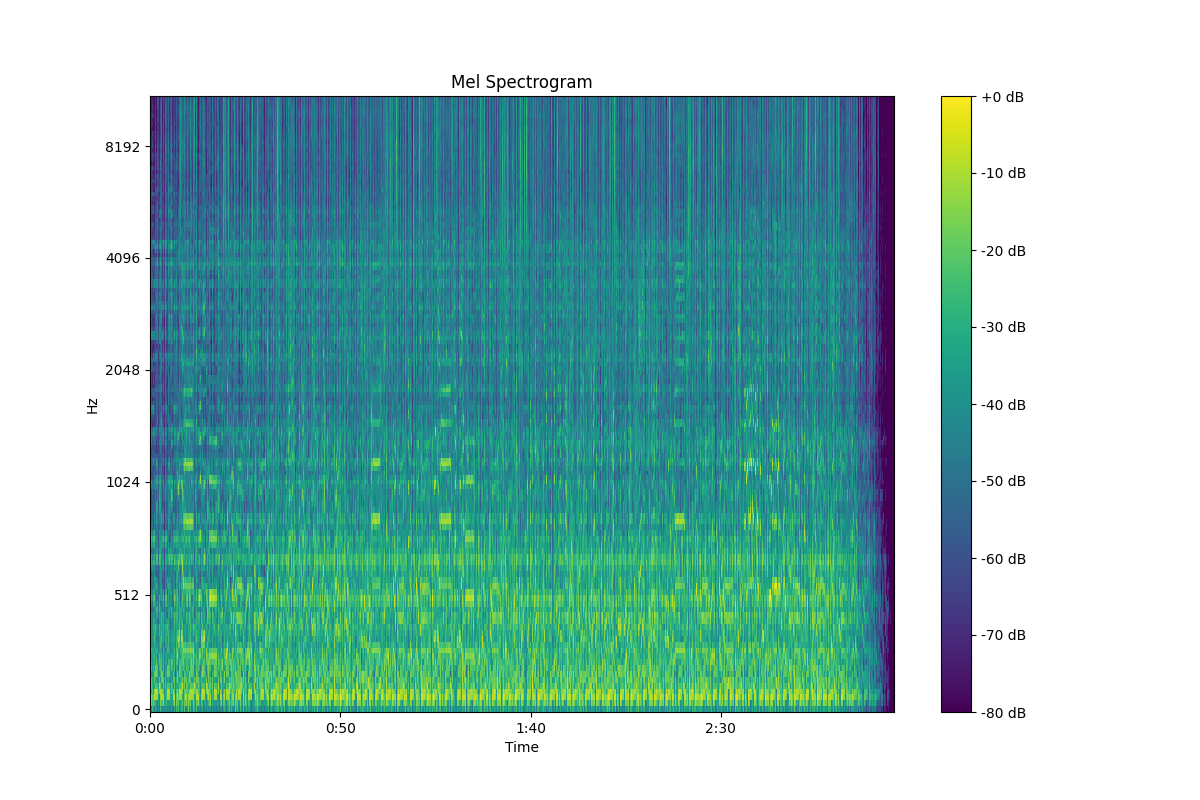 Mel Spectrogram
+0 dB
8192
-10 dB
-20 dB
4096
-30 dB
2048
-40 dB
Hz
1024
-50 dB
-60 dB
512
-70 dB
0
-80 dB
0:00 0:50 1:40 2:30
Time